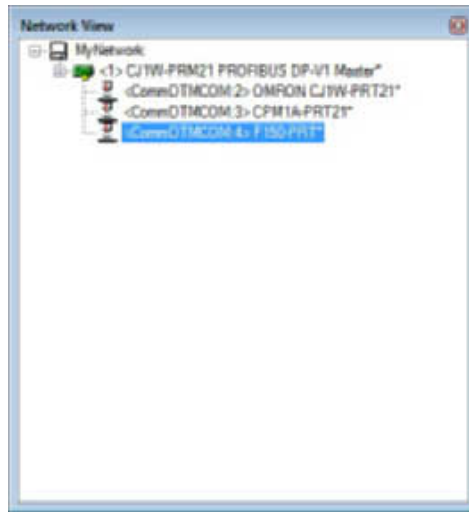 Network View
MyNetwork
<1> CJ1W-PRM21 PROFIBUS DP-V1 Master*
<CommDTMCOM:2> OMRON CJ1W-PRT21*
<CommDTMCOM:3> CPM1A-PRT21*
<CommDTMCOM:4> F150-PRT*